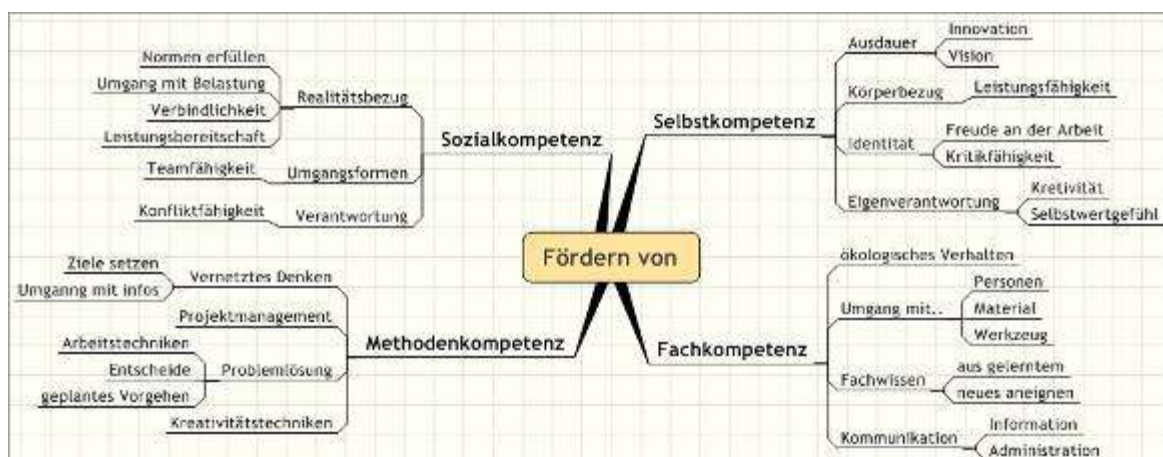 Fördern von
Selbstkompetenz
Ausdauer
Innovation
Vision
Körperbezug
Leistungsfähigkeit
Identität
Freude an der Arbeit
Kritikfähigkeit
Eigenverantwortung
Kretivität
Selbstwertgefühl
Fachkompetenz
ökologisches Verhalten
Umgang mit..
Personen
Material
Werkzeug
Fachwissen
aus gelerntem
neues aneignen
Kommunikation
Information
Administration
Sozialkompetenz
Realitätsbezug
Normen erfüllen
Umgang mit Belastung
Verbindlichkeit
Leistungsbereitschaft
Umgangsformen
Teamfähigkeit
Verantwortung
Konfliktfähigkeit
Methodenkompetenz
Vernetztes Denken
Ziele setzen
Umganng mit infos
Projektmanagement
Problemlösung
Arbeitstechniken
Entscheide
geplantes Vorgehen
Kreativitätstechniken